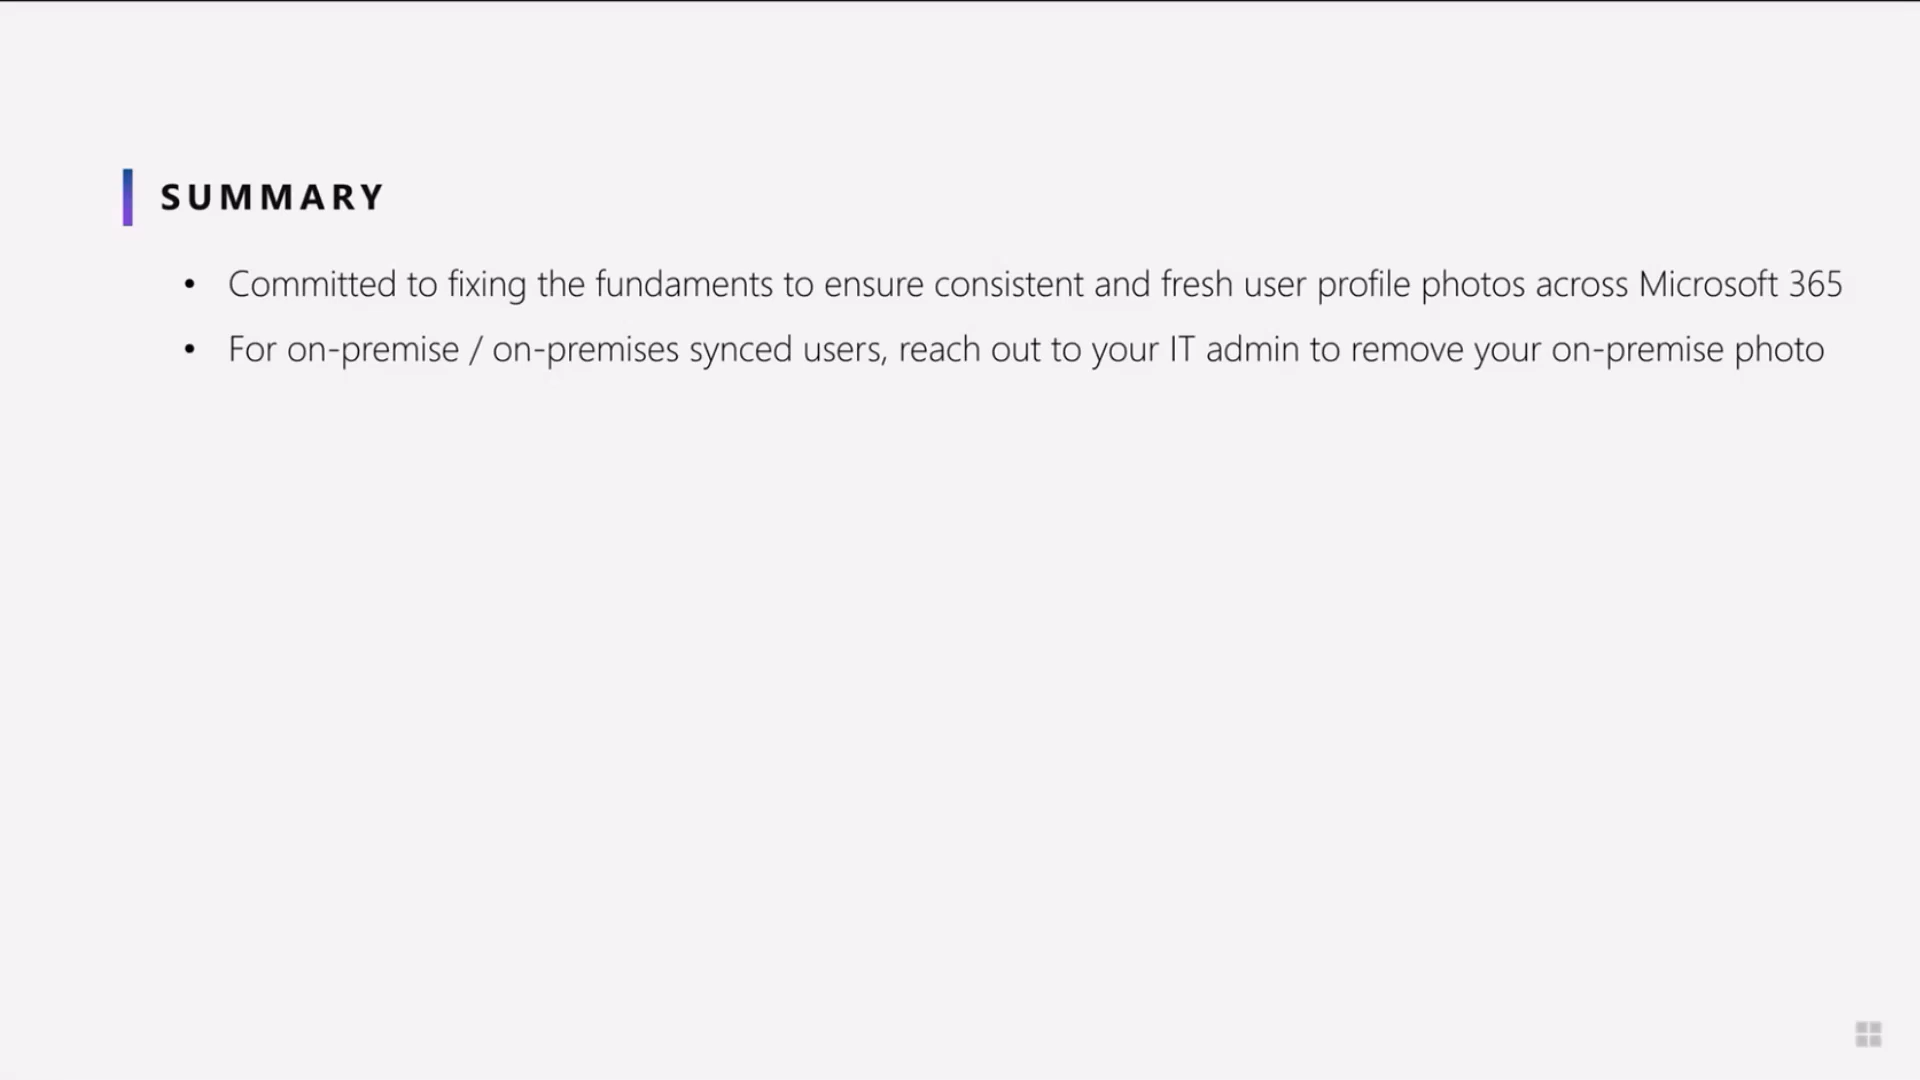 SUMMARY
• Committed to fixing the fundaments to ensure consistent and fresh user profile photos across Microsoft 365
• For on-premise / on-premises synced users, reach out to your IT admin to remove your on-premise photo